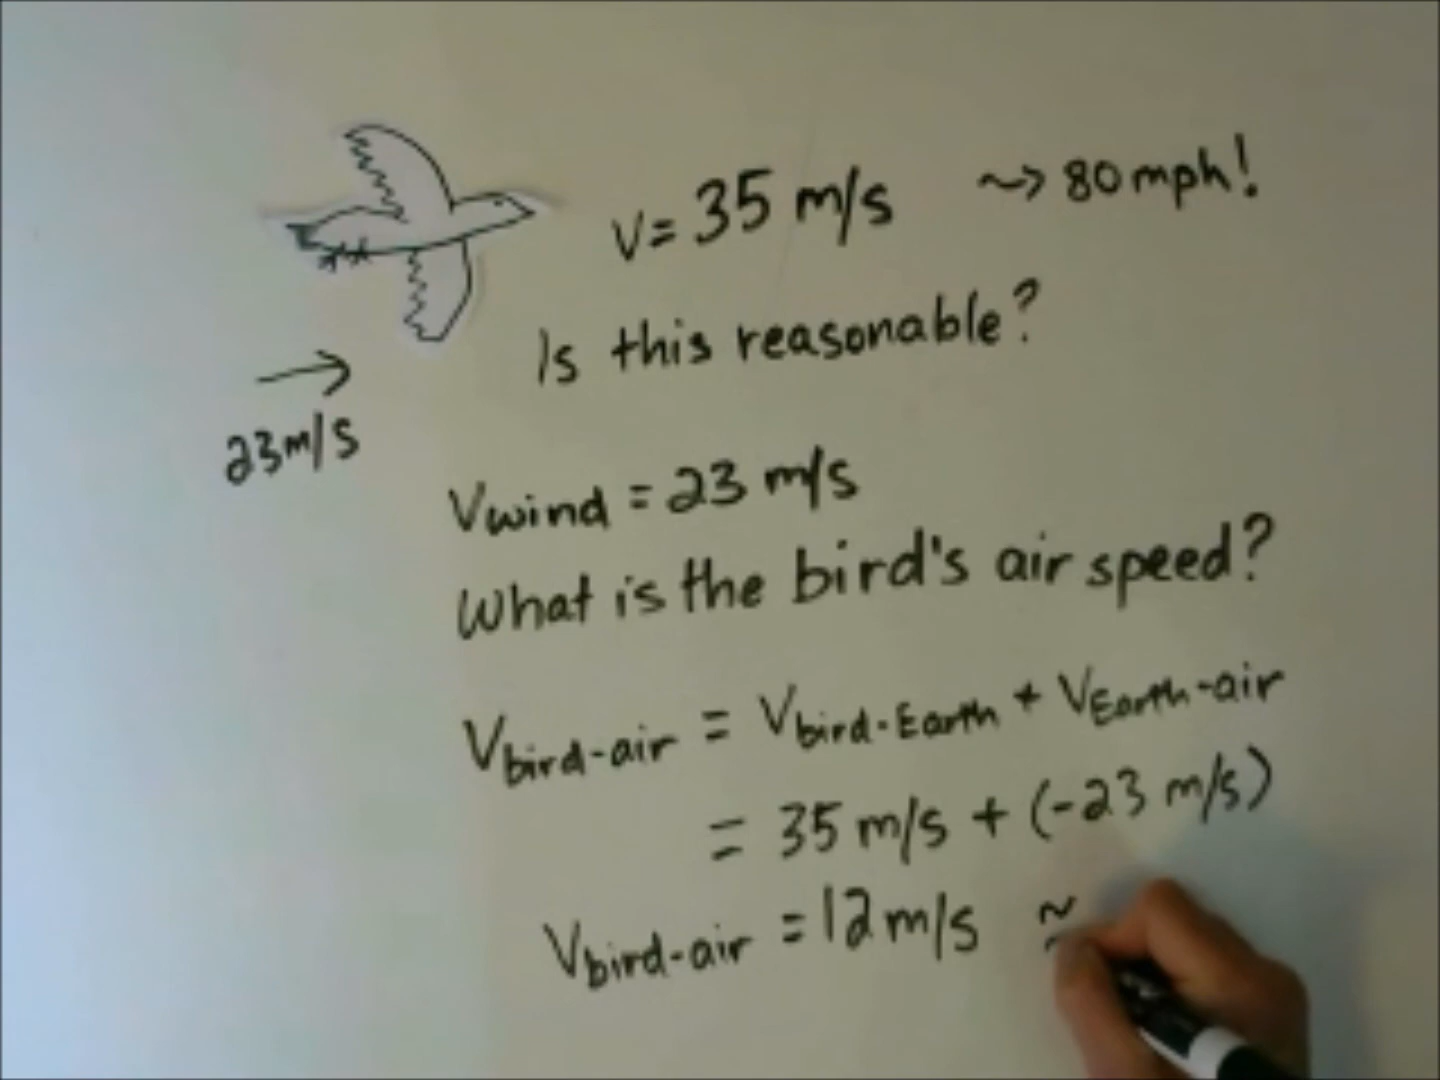 V = 35 m/s ~> 80 mph!
Is this reasonable?
23 m/s
Vwind = 23 m/s
What is the bird's air speed?
Vbird-air = Vbird-Earth + VEarth-air
= 35 m/s + (-23 m/s)
Vbird-air = 12 m/s ≈